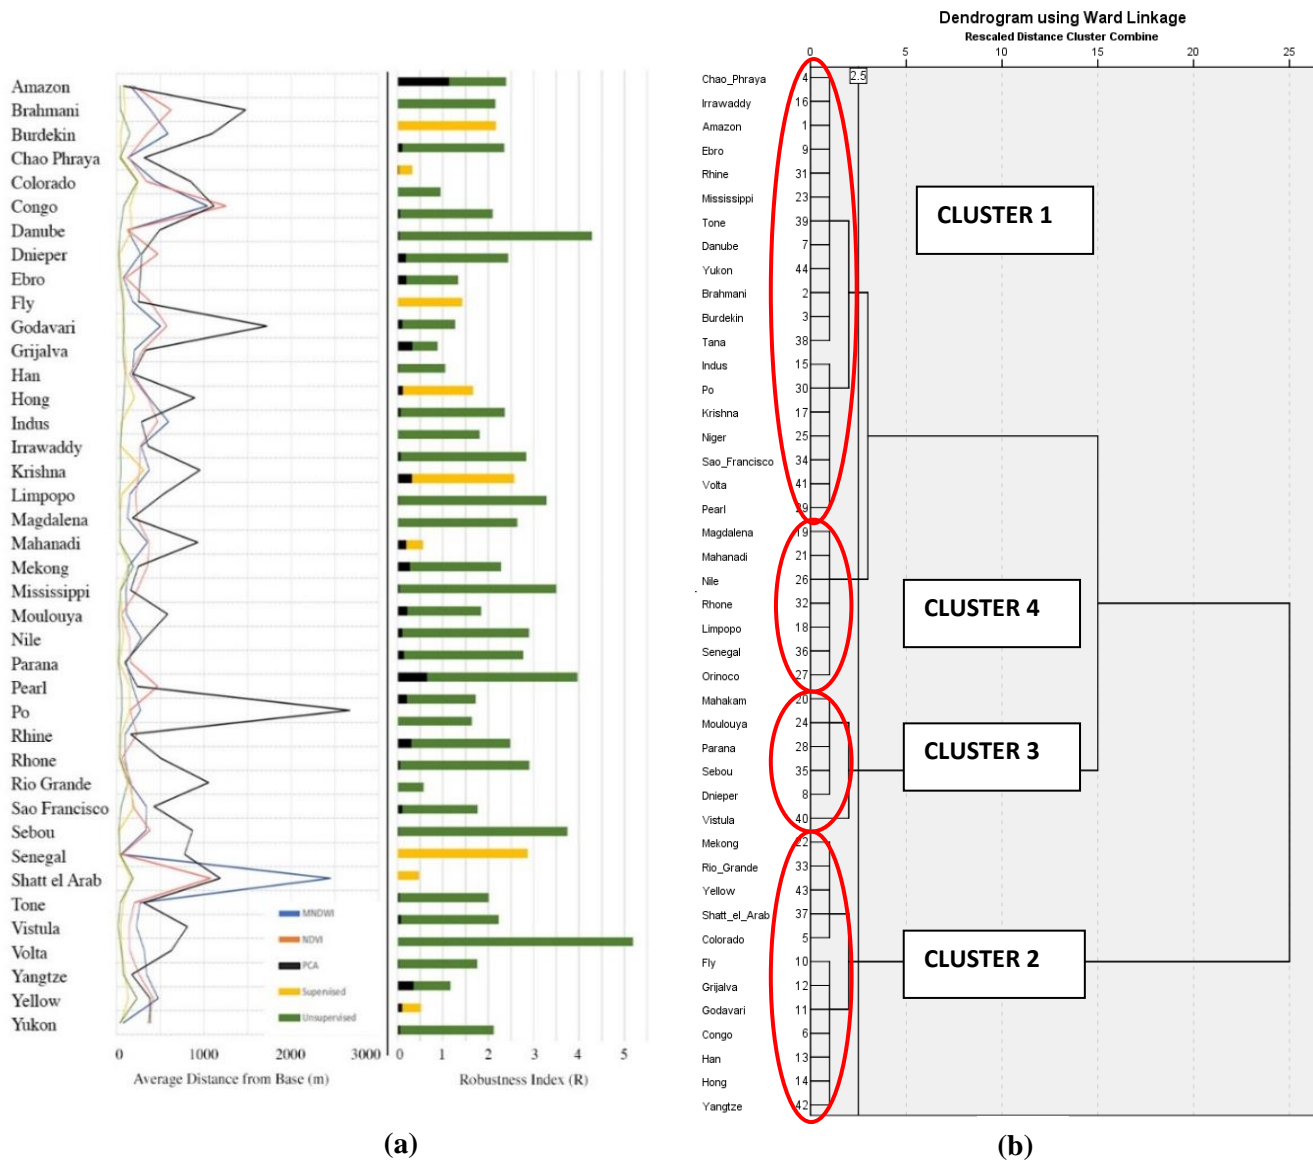 Amazon
Brahmani
Burdekin
Chao Phraya
Colorado
Congo
Danube
Dnieper
Ebro
Fly
Godavari
Grijalva
Han
Hong
Indus
Irrawaddy
Krishna
Limpopo
Magdalena
Mahanadi
Mekong
Mississippi
Moulouya
Nile
Parana
Pearl
Po
Rhine
Rhone
Rio Grande
Sao Francisco
Sebou
Senegal
Shatt el Arab
Tone
Vistula
Volta
Yangtze
Yellow
Yukon
MNDWI
NDVI
PCA
Supervised
Unsupervised
0 1000 2000 3000
Average Distance from Base (m)
0 1 2 3 4 5
Robustness Index (R)
(a)
Dendrogram using Ward Linkage
Rescaled Distance Cluster Combine
0 5 10 15 20 25
2.5
Chao_Phraya 4
Irrawaddy 16
Amazon 1
Ebro 9
Rhine 31
Mississippi 23
Tone 39
Danube 7
Yukon 44
Brahmani 2
Burdekin 3
Tana 38
Indus 15
Po 30
Krishna 17
Niger 25
Sao_Francisco 34
Volta 41
Pearl 29
Magdalena 19
Mahanadi 21
Nile 26
Rhone 32
Limpopo 18
Senegal 36
Orinoco 27
Mahakam 20
Moulouya 24
Parana 28
Sebou 35
Dnieper 8
Vistula 40
Mekong 22
Rio_Grande 33
Yellow 43
Shatt_el_Arab 37
Colorado 5
Fly 10
Grijalva 12
Godavari 11
Congo 6
Han 13
Hong 14
Yangtze 42
CLUSTER 1
CLUSTER 4
CLUSTER 3
CLUSTER 2
(b)